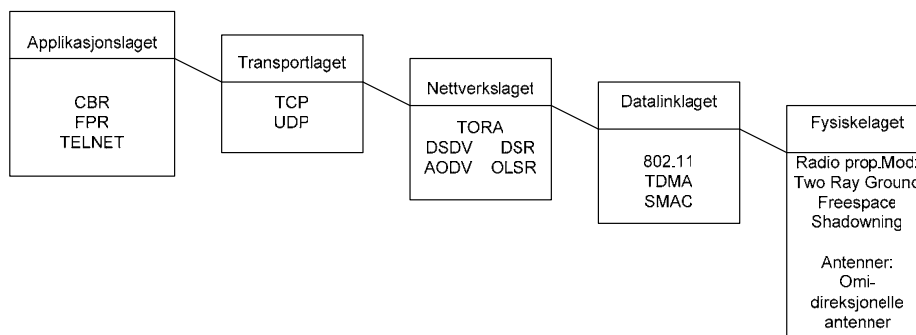 Applikasjonslaget
CBR
FPR
TELNET
Transportlaget
TCP
UDP
Nettverkslaget
TORA
DSDV DSR
AODV OLSR
Datalinklaget
802.11
TDMA
SMAC
Fysiskelaget
Radio prop.Mod:
Two Ray Ground
Freespace
Shadowning
Antenner:
Omi-
direksjonelle
antenner